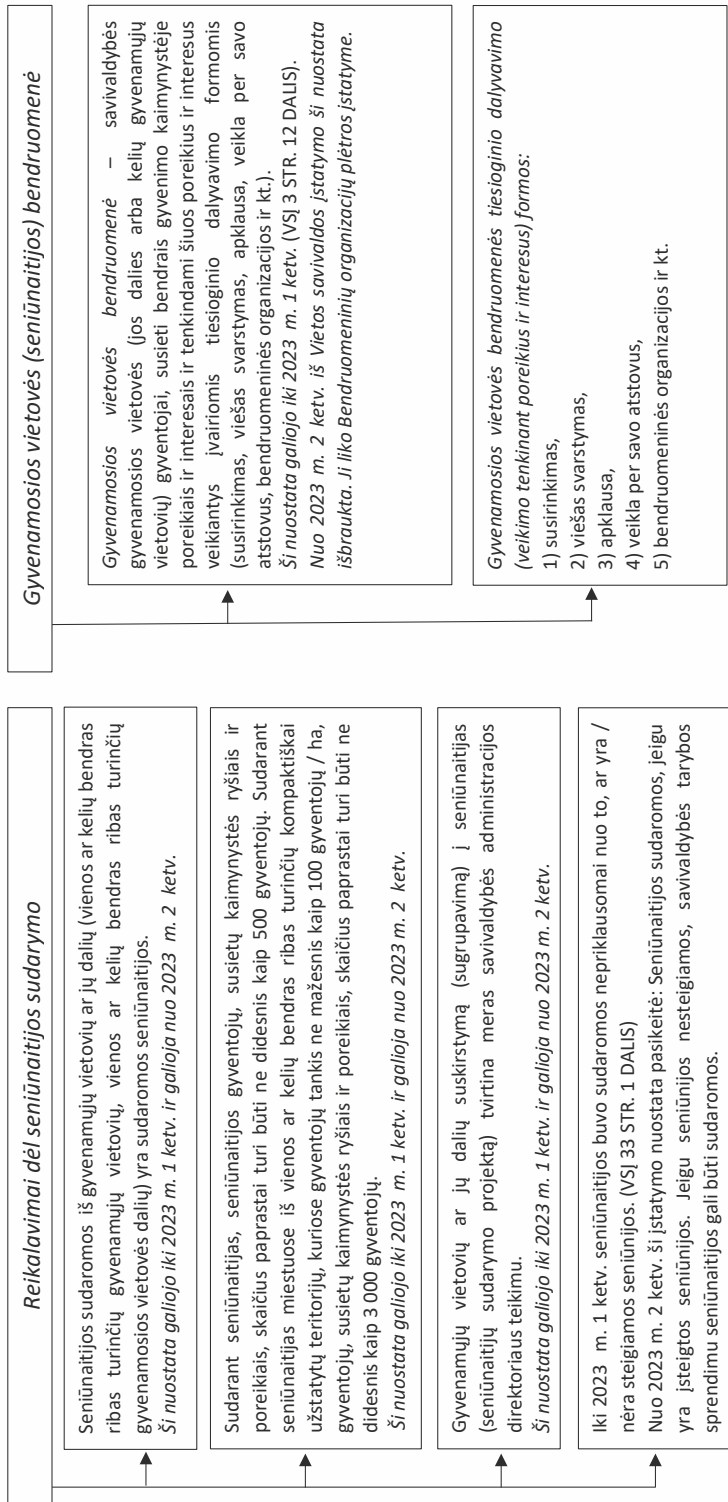 Reikalavimai dėl seniūnaitijos sudarymo
Seniūnaitijos sudaromos iš gyvenamųjų vietovių ar jų dalių (vienos ar kelių bendras
ribas turinčių gyvenamųjų vietovių, vienos ar kelių bendras ribas turinčių
gyvenamosios vietovės dalių) yra sudaromos seniūnaitijos.
Ši nuostata galiojo iki 2023 m. 1 ketv. ir galioja nuo 2023 m. 2 ketv.
Sudarant seniūnaitijas, seniūnaitijos gyventojų, susietų kaimynystės ryšiais ir
poreikiais, skaičius paprastai turi būti ne didesnis kaip 500 gyventojų. Sudarant
seniūnaitijas miestuose iš vienos ar kelių bendras ribas turinčių kompaktiškai
užstatytų teritorijų, kuriose gyventojų tankis ne mažesnis kaip 100 gyventojų / ha,
gyventojų, susietų kaimynystės ryšiais ir poreikiais, skaičius paprastai turi būti ne
didesnis kaip 3 000 gyventojų.
Ši nuostata galiojo iki 2023 m. 1 ketv. ir galioja nuo 2023 m. 2 ketv.
Gyvenamųjų vietovių ar jų dalių suskirstymą (sugrupavimą) į seniūnaitijas
(seniūnaitijų sudarymo projektą) tvirtina meras savivaldybės administracijos
direktoriaus teikimu.
Ši nuostata galiojo iki 2023 m. 1 ketv. ir galioja nuo 2023 m. 2 ketv.
Iki 2023 m. 1 ketv. seniūnaitijos buvo sudaromos nepriklausomai nuo to, ar yra /
nėra steigiamos seniūnijos. (VSĮ 33 STR. 1 DALIS)
Nuo 2023 m. 2 ketv. ši įstatymo nuostata pasikeitė: Seniūnaitijos sudaromos, jeigu
yra įsteigtos seniūnijos. Jeigu seniūnijos nesteigiamos, savivaldybės tarybos
sprendimu seniūnaitijos gali būti sudaromos.
Gyvenamosios vietovės (seniūnaitijos) bendruomenė
Gyvenamosios vietovės bendruomenė – savivaldybės
gyvenamosios vietovės (jos dalies arba kelių gyvenamųjų
vietovių) gyventojai, susieti bendrais gyvenimo kaimynystėje
poreikiais ir interesais ir tenkindami šiuos poreikius ir interesus
veikiantys įvairiomis tiesioginio dalyvavimo formomis
(susirinkimas, viešas svarstymas, apklausa, veikla per savo
atstovus, bendruomeninės organizacijos ir kt.).
Ši nuostata galiojo iki 2023 m. 1 ketv. (VSĮ 3 STR. 12 DALIS).
Nuo 2023 m. 2 ketv. iš Vietos savivaldos įstatymo ši nuostata
išbraukta. Ji liko Bendruomeninių organizacijų plėtros įstatyme.
Gyvenamosios vietovės bendruomenės tiesioginio dalyvavimo
(veikimo tenkinant poreikius ir interesus) formos:
1) susirinkimas,
2) viešas svarstymas,
3) apklausa,
4) veikla per savo atstovus,
5) bendruomeninės organizacijos ir kt.